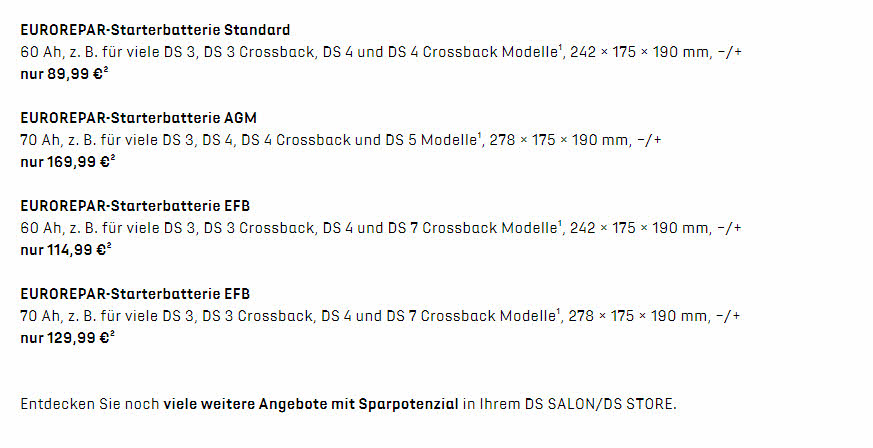 EUROREPAR-Starterbatterie Standard
60 Ah, z. B. für viele DS 3, DS 3 Crossback, DS 4 und DS 4 Crossback Modelle¹, 242 × 175 × 190 mm, −/+
nur 89,99 €²
EUROREPAR-Starterbatterie AGM
70 Ah, z. B. für viele DS 3, DS 4, DS 4 Crossback und DS 5 Modelle¹, 278 × 175 × 190 mm, −/+
nur 169,99 €²
EUROREPAR-Starterbatterie EFB
60 Ah, z. B. für viele DS 3, DS 3 Crossback, DS 4 und DS 7 Crossback Modelle¹, 242 × 175 × 190 mm, −/+
nur 114,99 €²
EUROREPAR-Starterbatterie EFB
70 Ah, z. B. für viele DS 3, DS 3 Crossback, DS 4 und DS 7 Crossback Modelle¹, 278 × 175 × 190 mm, −/+
nur 129,99 €²
Entdecken Sie noch viele weitere Angebote mit Sparpotenzial in Ihrem DS SALON/DS STORE.